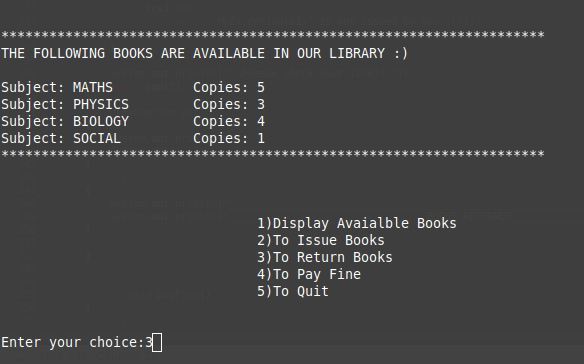 ********************************************************************
THE FOLLOWING BOOKS ARE AVAILABLE IN OUR LIBRARY :)
Subject: MATHS Copies: 5
Subject: PHYSICS Copies: 3
Subject: BIOLOGY Copies: 4
Subject: SOCIAL Copies: 1
********************************************************************
1)Display Avaialble Books
2)To Issue Books
3)To Return Books
4)To Pay Fine
5)To Quit
Enter your choice:3